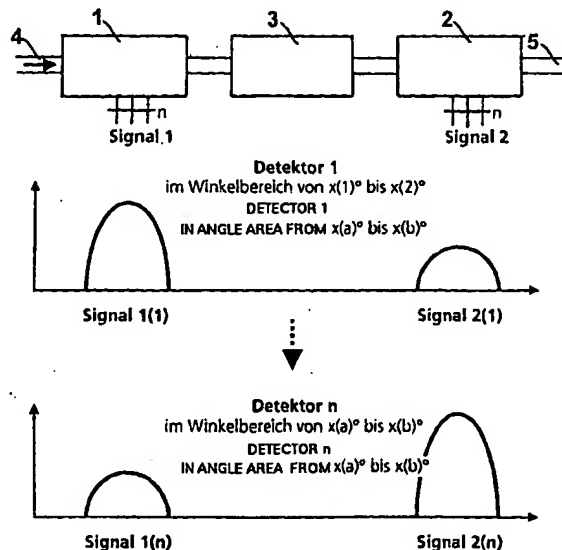 4 1 3 2 5
n n
Signal.1 Signal 2
Detektor 1
im Winkelbereich von x(1)° bis x(2)°
DETECTOR 1
IN ANGLE AREA FROM x(a)° bis x(b)°
Signal 1(1) Signal 2(1)
Detektor n
im Winkelbereich von x(a)° bis x(b)°
DETECTOR n
IN ANGLE AREA FROM x(a)° bis x(b)°
Signal 1(n) Signal 2(n)